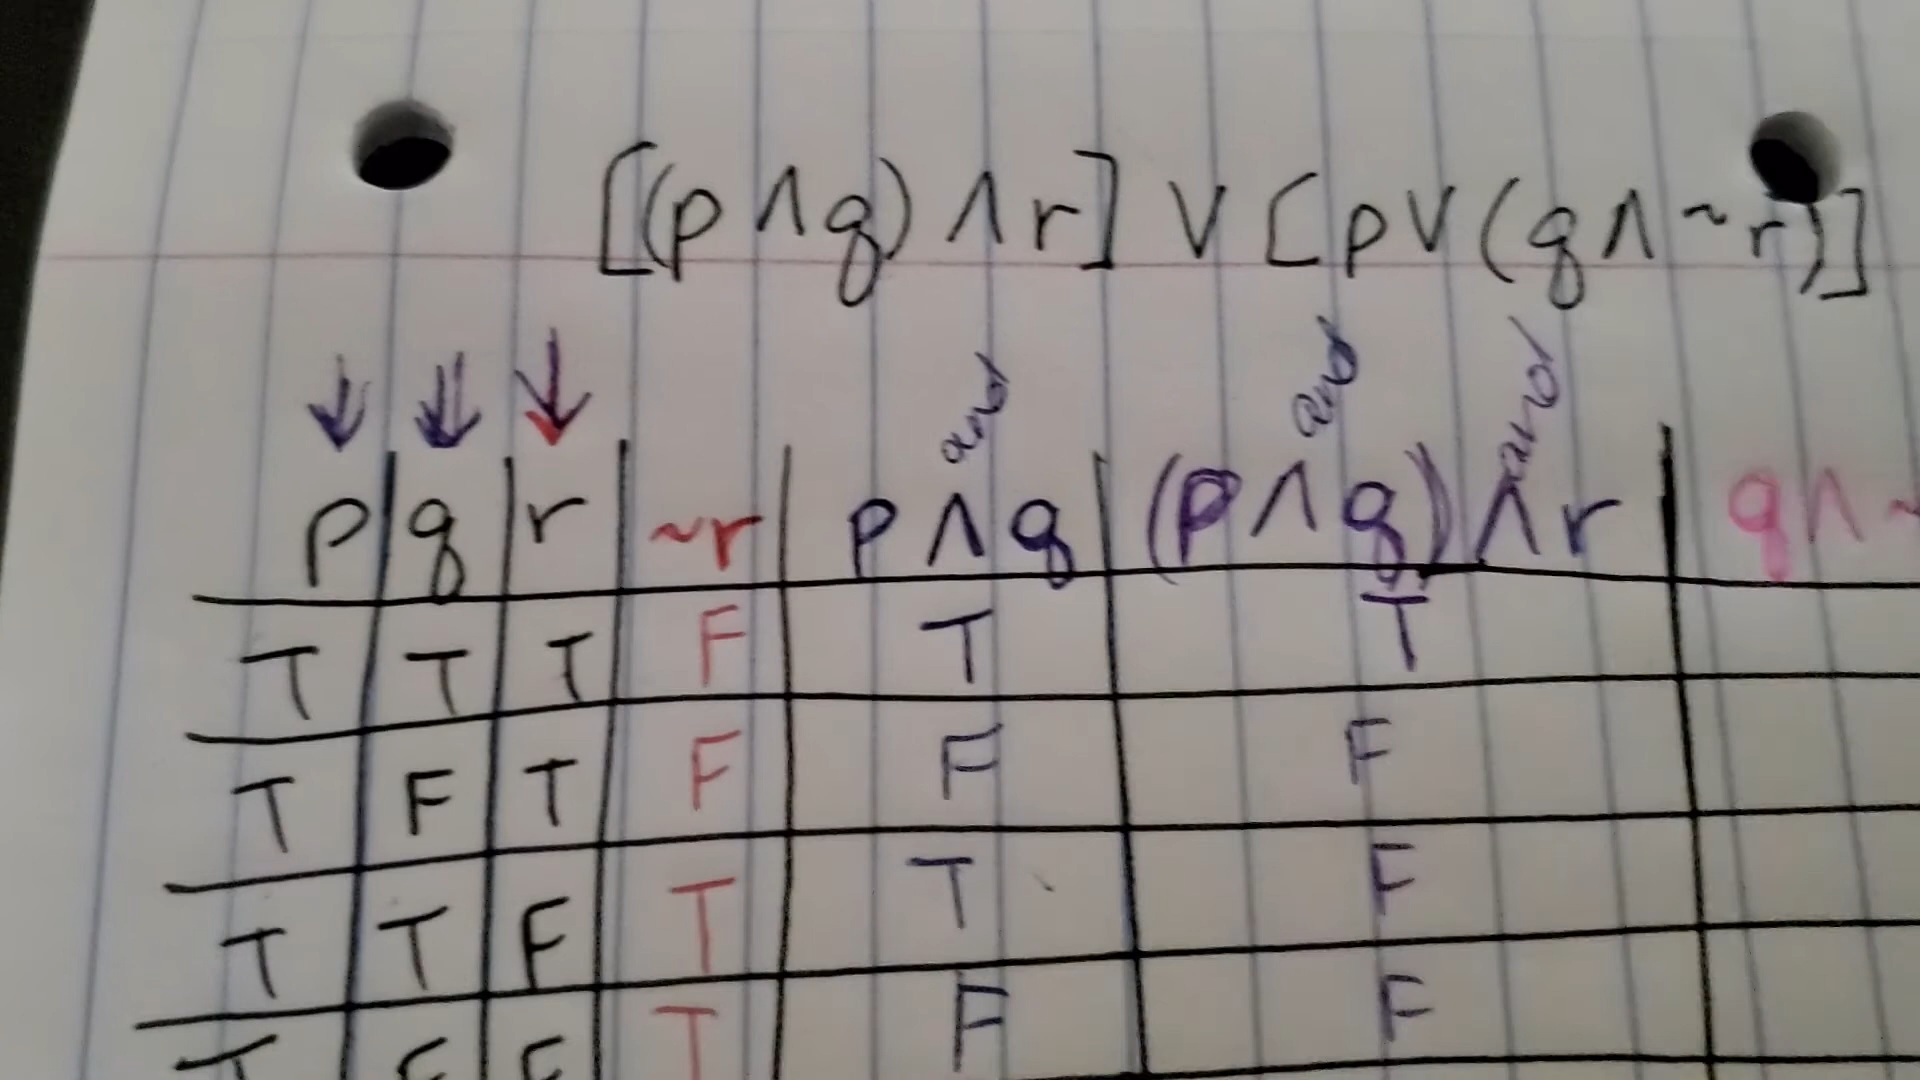 [(p ∧ q) ∧ r] ∨ [p ∨ (q ∧ ~r)]
and and and
p q r ~r p ∧ q (p ∧ q) ∧ r q ∧ ~
T T T F T T
T F T F F F
T T F T T F
T F F T F F